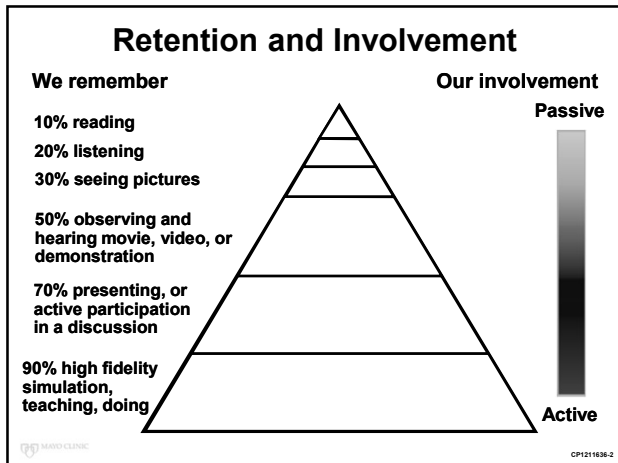 Retention and Involvement
We remember
Our involvement
Passive
10% reading
20% listening
30% seeing pictures
50% observing and
hearing movie, video, or
demonstration
70% presenting, or
active participation
in a discussion
90% high fidelity
simulation,
teaching, doing
Active
MAYO CLINIC
CP1211636-2